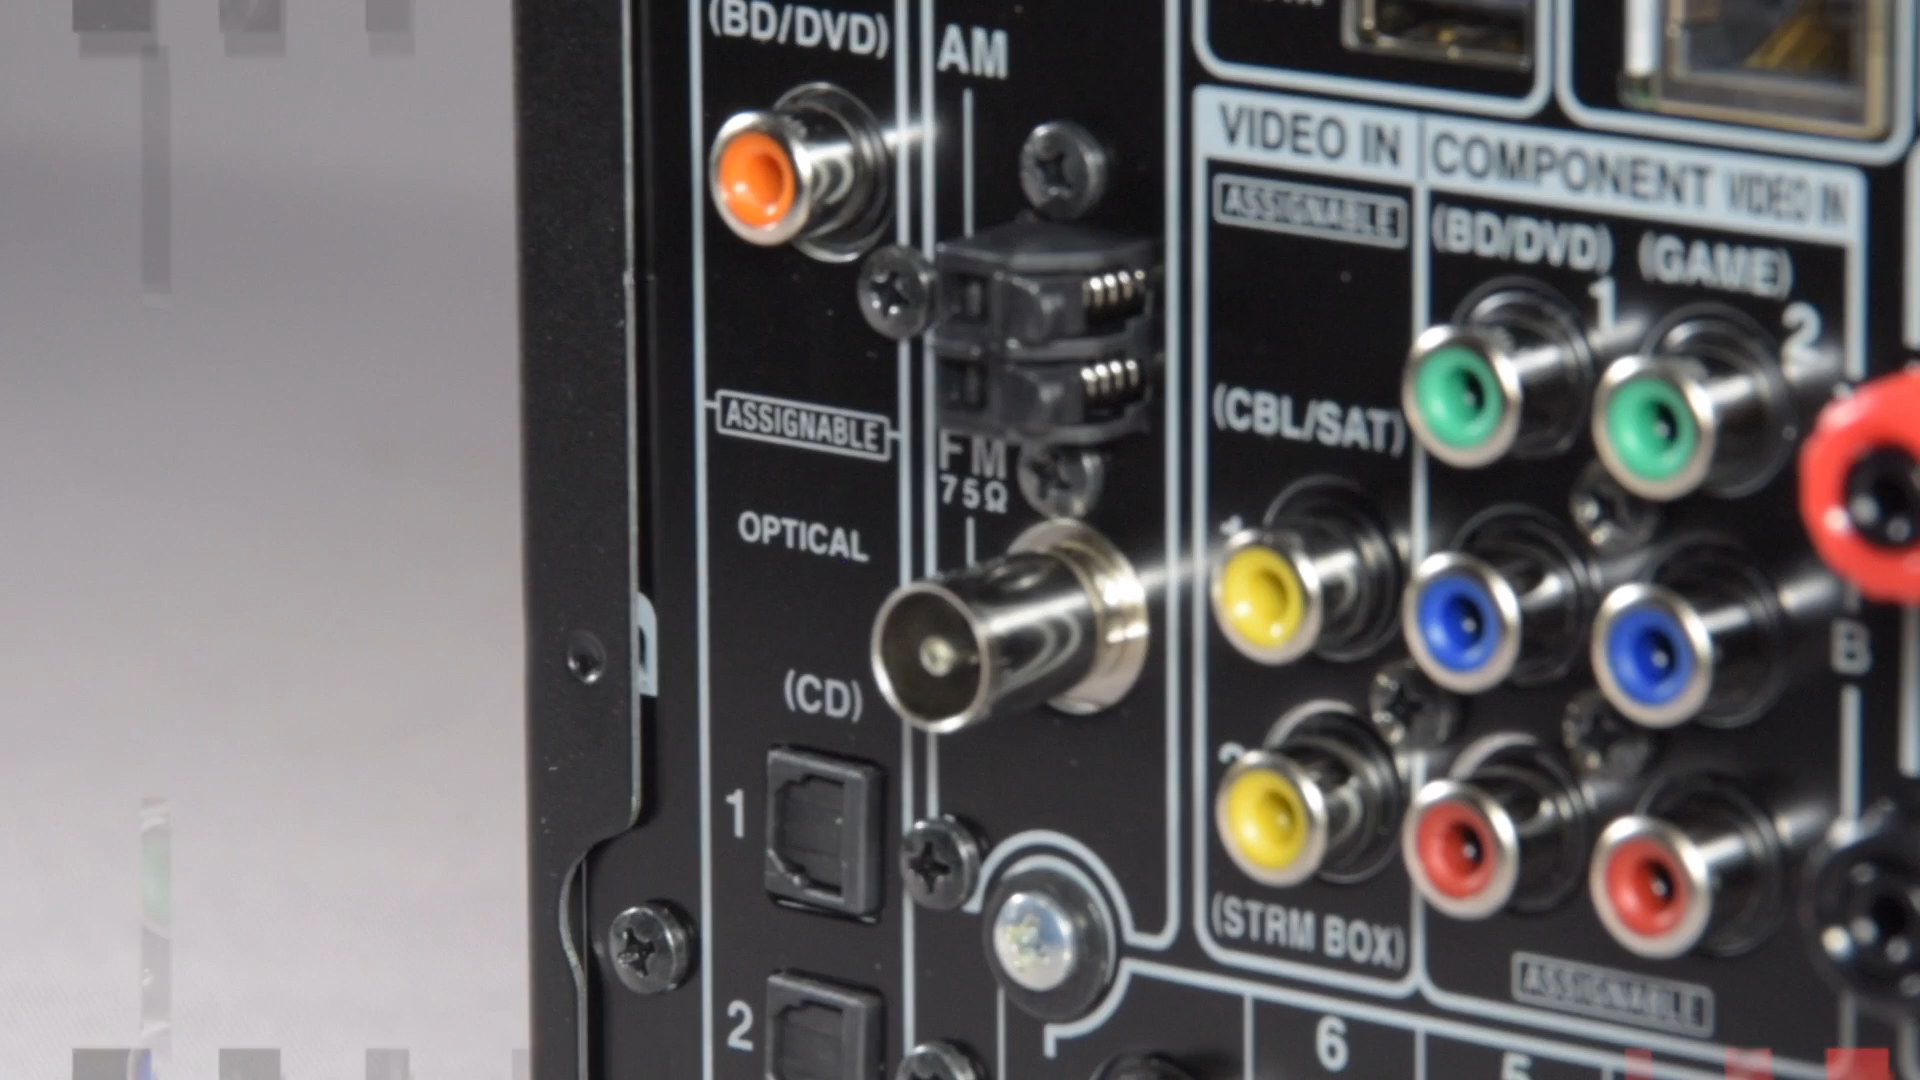 (BD/DVD)
AM
ASSIGNABLE
FM
75Ω
OPTICAL
(CD)
1
2
VIDEO IN
ASSIGNABLE
(CBL/SAT)
(STRM BOX)
COMPONENT VIDEO IN
(BD/DVD)
1
(GAME)
2
ASSIGNABLE
B
6
5